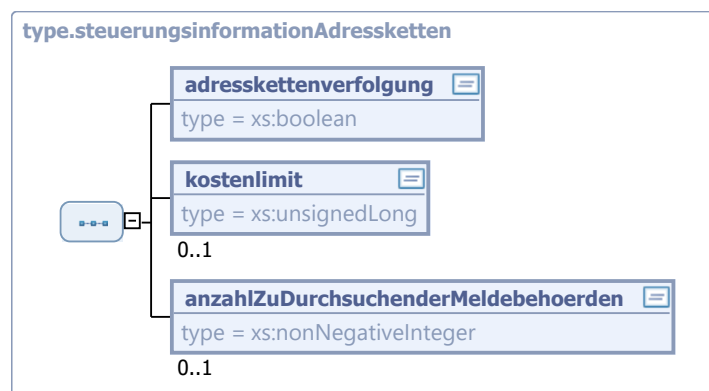 type.steuerungsinformationAdressketten
adresskettenverfolgung
type = xs:boolean
kostenlimit
type = xs:unsignedLong
0..1
anzahlZuDurchsuchenderMeldebehoerden
type = xs:nonNegativeInteger
0..1